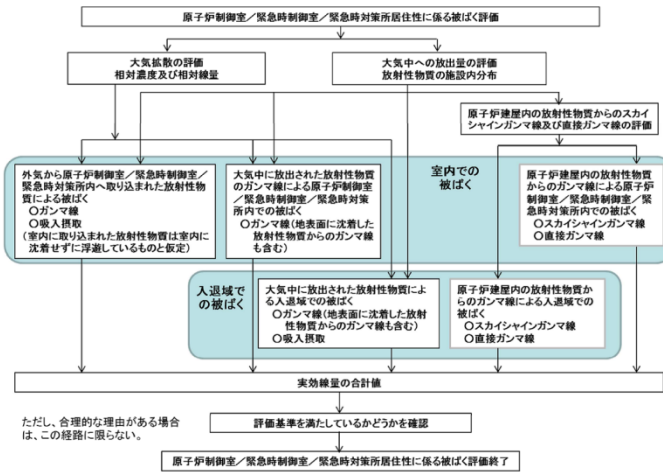 原子炉制御室／緊急時制御室／緊急時対策所居住性に係る被ばく評価
大気拡散の評価
相対濃度及び相対線量
大気中への放出量の評価
放射性物質の施設内分布
原子炉建屋内の放射性物質からのスカイ
シャインガンマ線及び直接ガンマ線の評価
室内での
被ばく
外気から原子炉制御室／緊急時制御室／
緊急時対策所内へ取り込まれた放射性物
質による被ばく
〇ガンマ線
〇吸入摂取
(室内に取り込まれた放射性物質は室内に
沈着せずに浮遊しているものと仮定)
大気中に放出された放射性物質
のガンマ線による原子炉制御室
／緊急時制御室／緊急時対策
所内での被ばく
〇ガンマ線(地表面に沈着した
放射性物質からのガンマ線
も含む)
原子炉建屋内の放射性物質
からのガンマ線による原子炉
制御室／緊急時制御室／緊
急時対策所内での被ばく
〇スカイシャインガンマ線
〇直接ガンマ線
入退域で
の被ばく
大気中に放出された放射性物質によ
る入退域での被ばく
〇ガンマ線(地表面に沈着した放射
性物質からのガンマ線も含む)
〇吸入摂取
原子炉建屋内の放射性物質か
らのガンマ線による入退域での
被ばく
〇スカイシャインガンマ線
〇直接ガンマ線
実効線量の合計値
ただし、合理的な理由がある場合
は、この経路に限らない。
評価基準を満たしているかどうかを確認
原子炉制御室／緊急時制御室／緊急時対策所居住性に係る被ばく評価終了